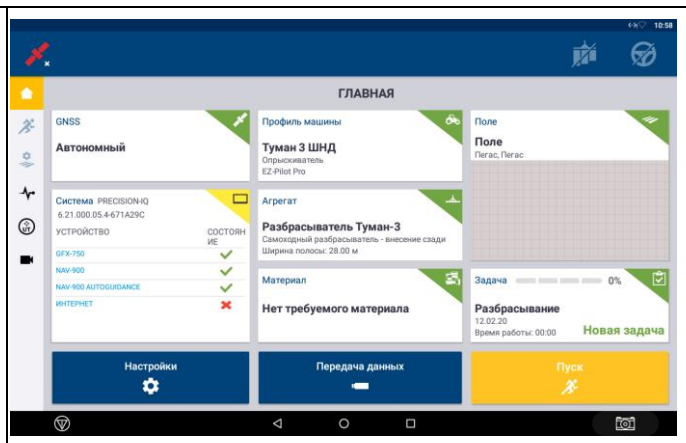 10:58
ГЛАВНАЯ
GNSS
Автономный
Профиль машины
Туман 3 ШНД
Опрыскиватель
EZ-Pilot Pro
Поле
Поле
Пегас, Пегас
Система PRECISION-IQ
6.21.000.05.4-671A29C
УСТРОЙСТВО СОСТОЯН
ИЕ
GFX-750
NAV-900
NAV-900 AUTOGUIDANCE
ИНТЕРНЕТ
Агрегат
Разбрасыватель Туман-3
Самоходный разбрасыватель - внесение сзади
Ширина полосы: 28.00 м
Материал
Нет требуемого материала
Задача 0%
Разбрасывание
12.02.20
Время работы: 00:00 Новая задача
Настройки
Передача данных
Пуск